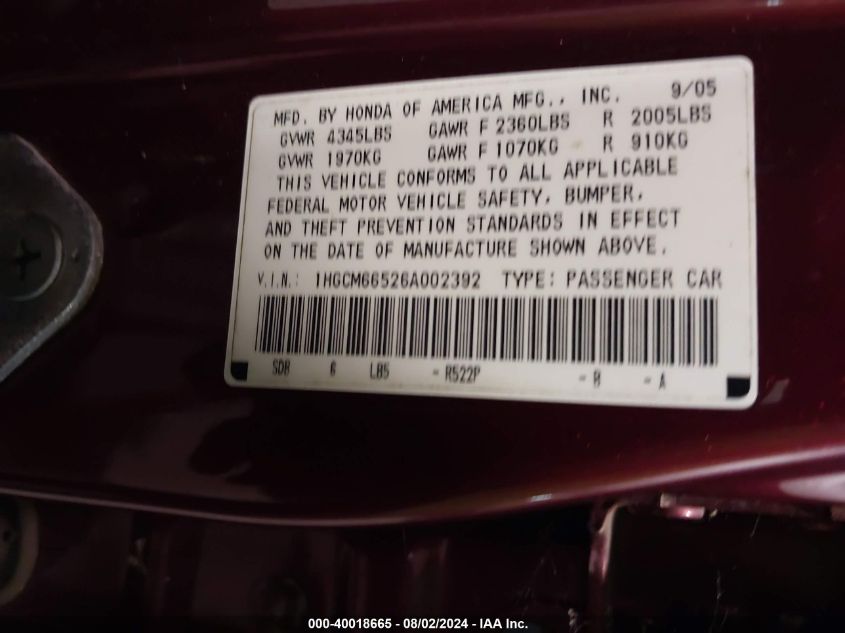 MFD. BY HONDA OF AMERICA MFG., INC. 9/05
GVWR 4345LBS GAWR F 2360LBS R 2005LBS
GVWR 1970KG GAWR F 1070KG R 910KG
THIS VEHICLE CONFORMS TO ALL APPLICABLE
FEDERAL MOTOR VEHICLE SAFETY, BUMPER,
AND THEFT PREVENTION STANDARDS IN EFFECT
ON THE DATE OF MANUFACTURE SHOWN ABOVE.
V.I.N.: 1HGCM66526A002392 TYPE: PASSENGER CAR
SDB 6 LB5 -R522P -B -A
000-40018665 - 08/02/2024 - IAA Inc.